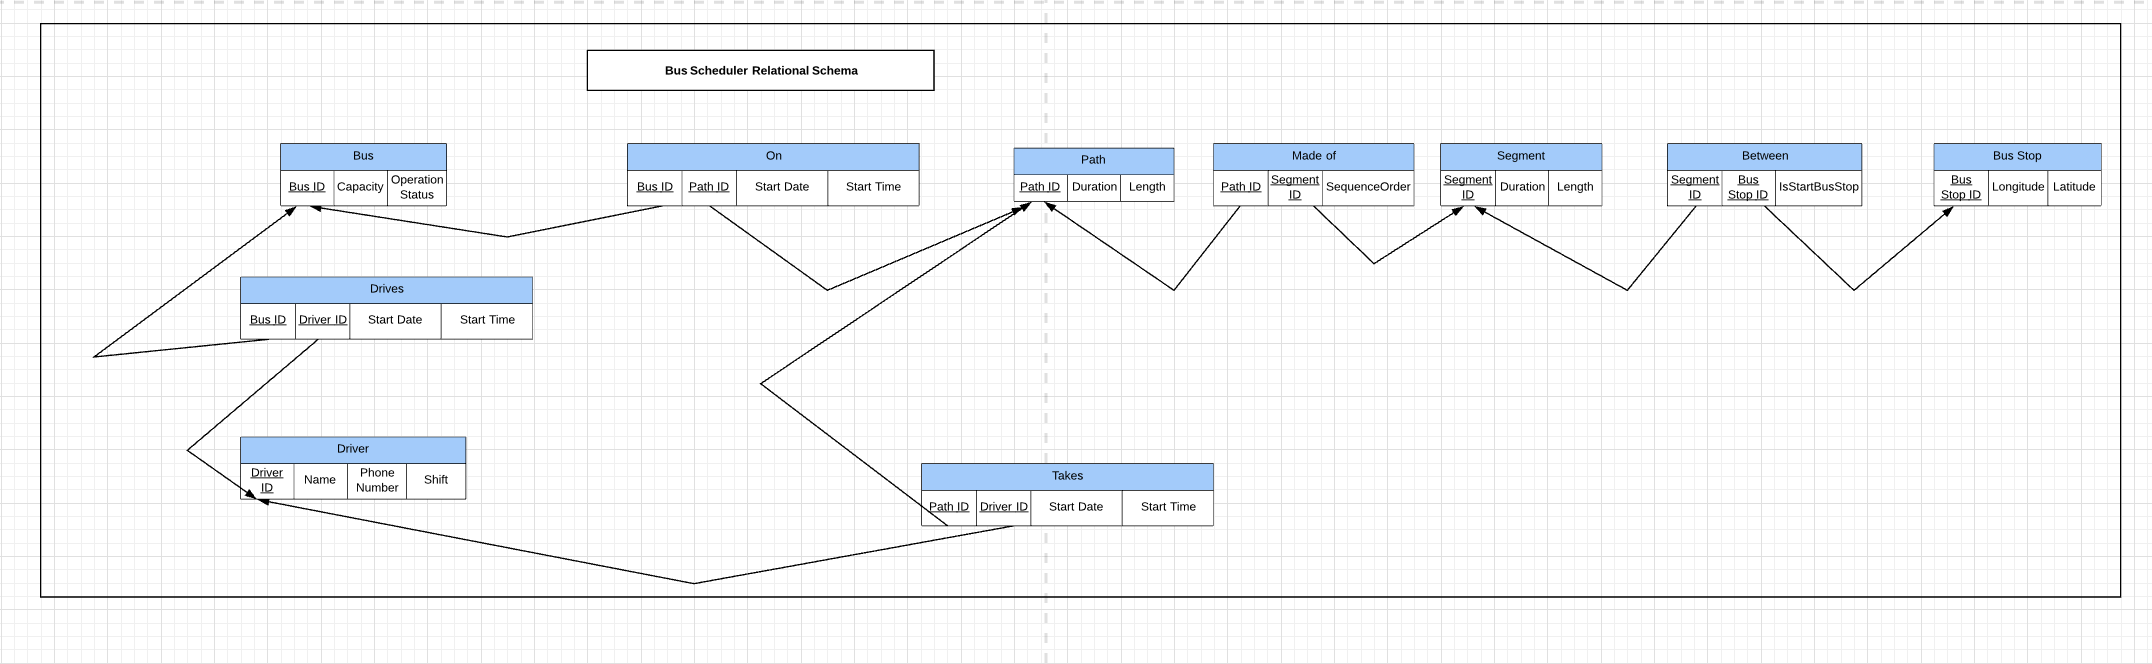 Bus Scheduler Relational Schema
Bus
Bus ID
Capacity
Operation
Status
On
Bus ID
Path ID
Start Date
Start Time
Path
Path ID
Duration
Length
Made of
Path ID
Segment
ID
SequenceOrder
Segment
Segment
ID
Duration
Length
Between
Segment
ID
Bus
Stop ID
IsStartBusStop
Bus Stop
Bus
Stop ID
Longitude
Latitude
Drives
Bus ID
Driver ID
Start Date
Start Time
Driver
Driver
ID
Name
Phone
Number
Shift
Takes
Path ID
Driver ID
Start Date
Start Time